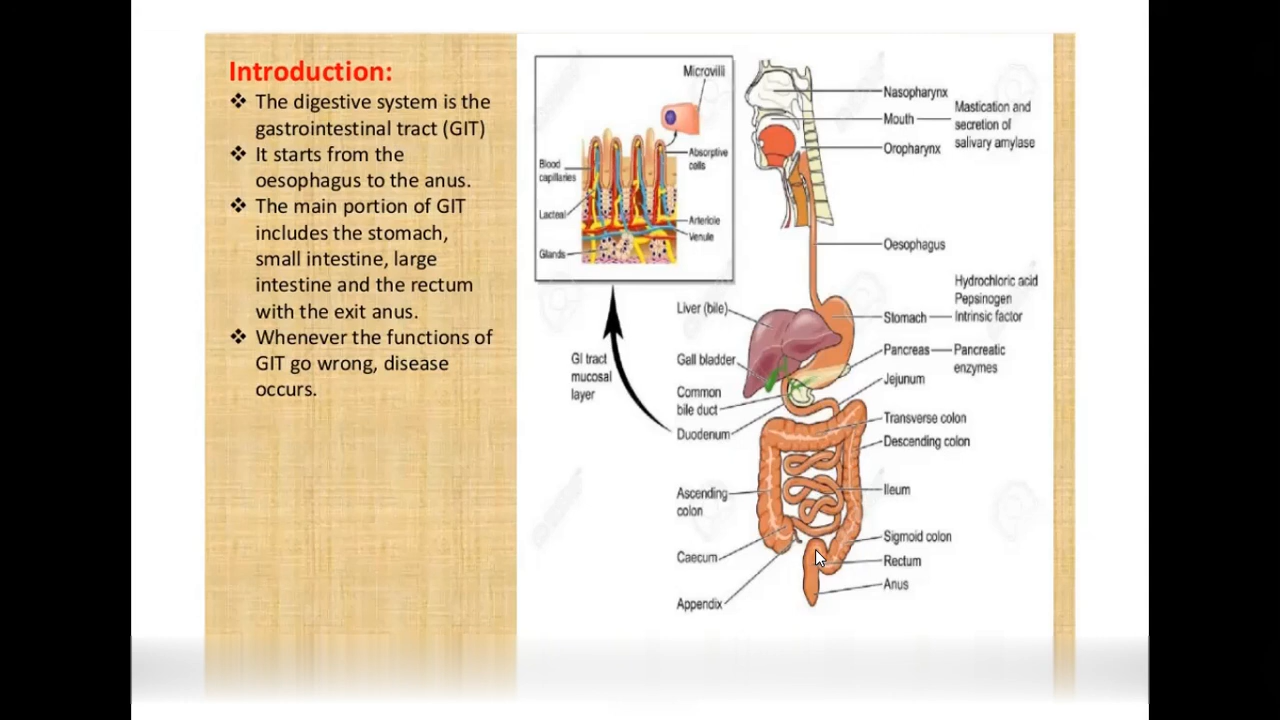 Introduction:
❖ The digestive system is the
gastrointestinal tract (GIT)
❖ It starts from the
oesophagus to the anus.
❖ The main portion of GIT
includes the stomach,
small intestine, large
intestine and the rectum
with the exit anus.
❖ Whenever the functions of
GIT go wrong, disease
occurs.
Microvilli
Absorptive
cells
Blood
capillaries
Lacteal
Arteriole
Venule
Glands
Nasopharynx
Mouth
Oropharynx
Mastication and
secretion of
salivary amylase
Oesophagus
Hydrochloric acid
Pepsinogen
Intrinsic factor
Liver (bile)
Stomach
Gall bladder
Pancreas
Pancreatic
enzymes
GI tract
mucosal
layer
Jejunum
Common
bile duct
Duodenum
Transverse colon
Descending colon
Ascending
colon
Ileum
Sigmoid colon
Caecum
Rectum
Anus
Appendix